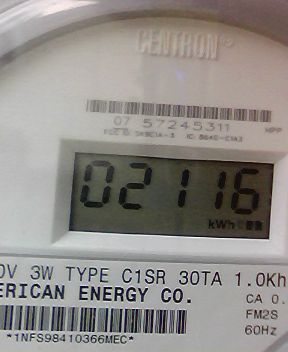 CENTRON®
07 57245311 HPP
02116
kWh
0V 3W TYPE C1SR 30TA 1.0Kh
ERICAN ENERGY CO. CA 0.
FM2S
*1NFS98410366MEC* 60Hz